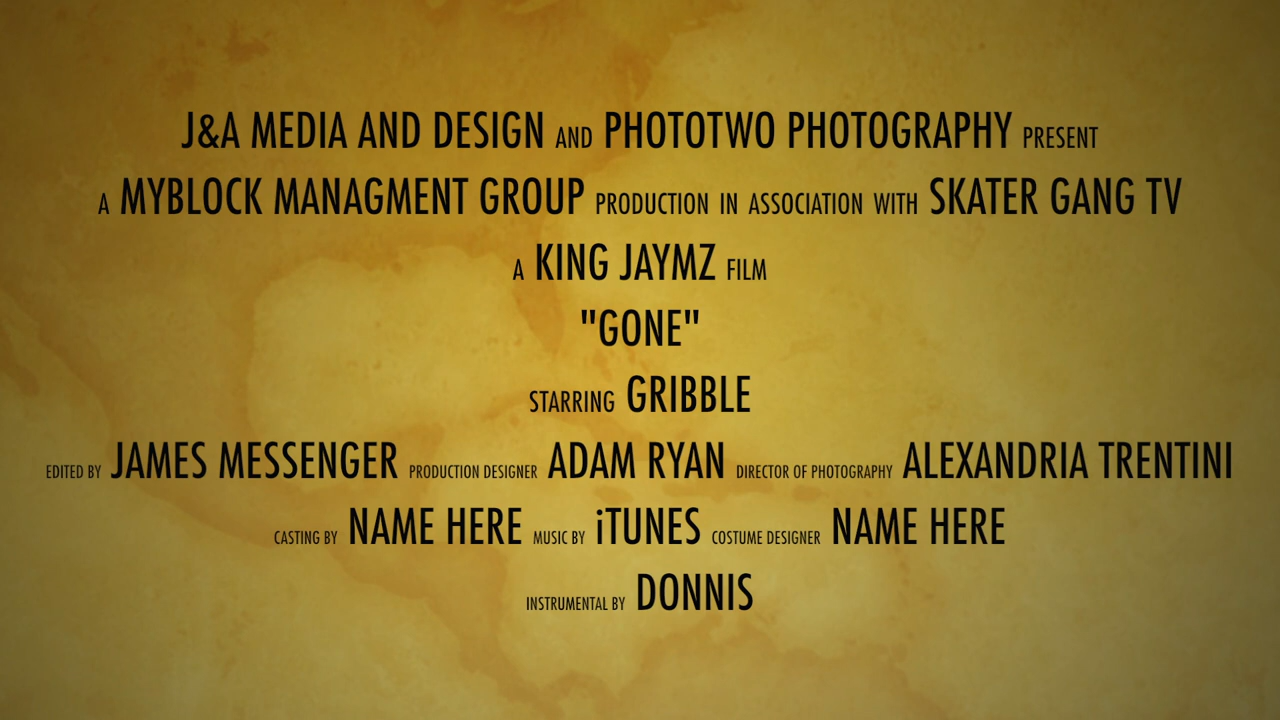 J&A MEDIA AND DESIGN AND PHOTOTWO PHOTOGRAPHY PRESENT
A MYBLOCK MANAGMENT GROUP PRODUCTION IN ASSOCIATION WITH SKATER GANG TV
A KING JAYMZ FILM
"GONE"
STARRING GRIBBLE
EDITED BY JAMES MESSENGER PRODUCTION DESIGNER ADAM RYAN DIRECTOR OF PHOTOGRAPHY ALEXANDRIA TRENTINI
CASTING BY NAME HERE MUSIC BY iTUNES COSTUME DESIGNER NAME HERE
INSTRUMENTAL BY DONNIS